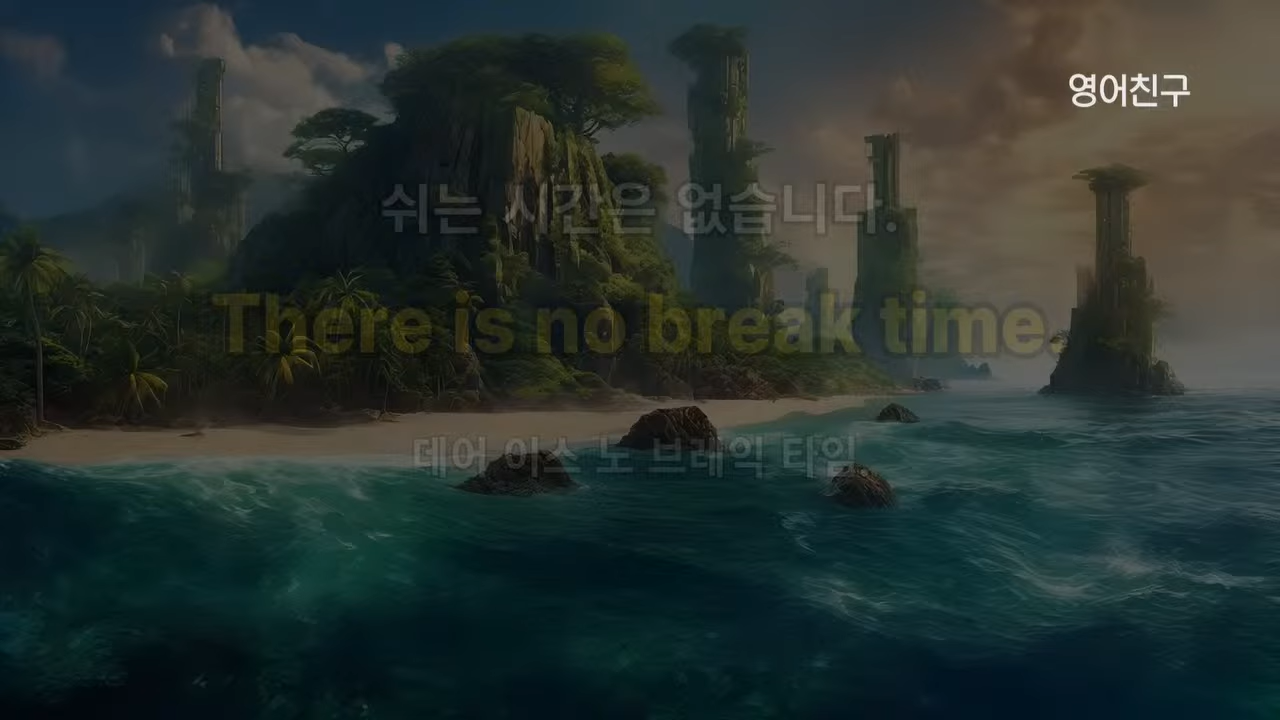 영어친구
쉬는 시간은 없습니다.
There is no break time.
데어 이스 노 브레익 타임